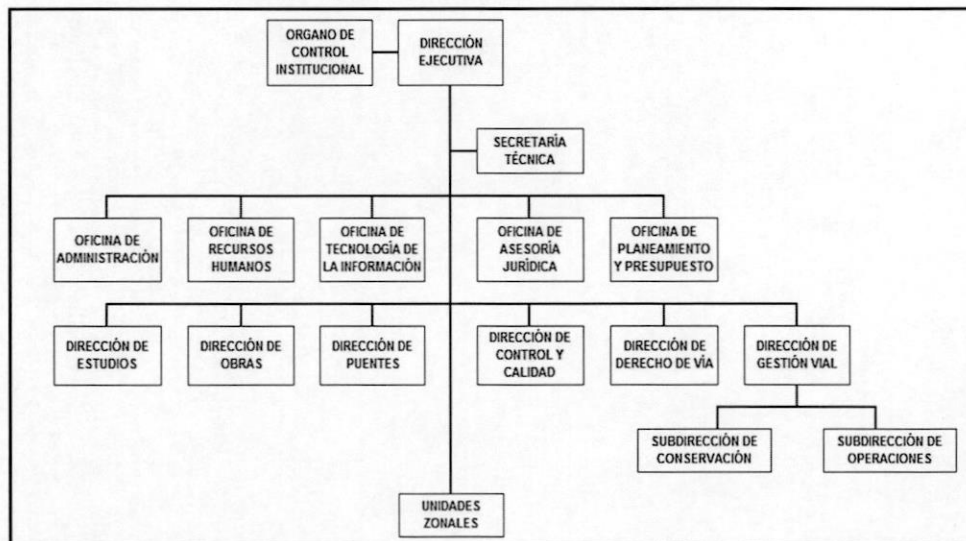 ORGANO DE
CONTROL
INSTITUCIONAL
DIRECCIÓN
EJECUTIVA
SECRETARÍA
TÉCNICA
OFICINA DE
ADMINISTRACIÓN
OFICINA DE
RECURSOS
HUMANOS
OFICINA DE
TECNOLOGÍA DE
LA INFORMACIÓN
OFICINA DE
ASESORÍA
JURÍDICA
OFICINA DE
PLANEAMIENTO
Y PRESUPUESTO
DIRECCIÓN DE
ESTUDIOS
DIRECCIÓN DE
OBRAS
DIRECCIÓN DE
PUENTES
DIRECCIÓN DE
CONTROL Y
CALIDAD
DIRECCIÓN DE
DERECHO DE VÍA
DIRECCIÓN DE
GESTIÓN VIAL
SUBDIRECCIÓN DE
CONSERVACIÓN
SUBDIRECCIÓN DE
OPERACIONES
UNIDADES
ZONALES